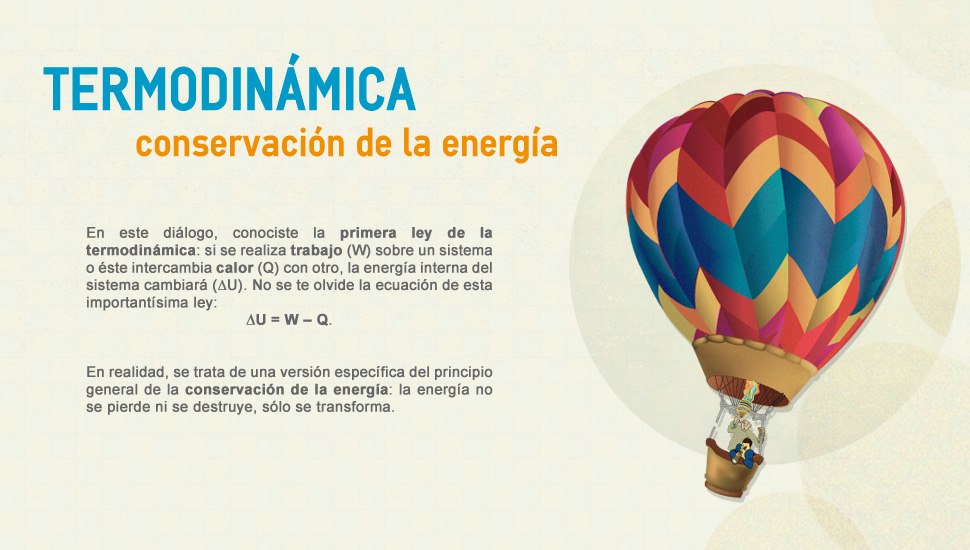 TERMODINÁMICA
conservación de la energía
En este diálogo, conociste la primera ley de la
termodinámica: si se realiza trabajo (W) sobre un sistema
o éste intercambia calor (Q) con otro, la energía interna del
sistema cambiará (∆U). No se te olvide la ecuación de esta
importantísima ley:
∆U = W – Q.
En realidad, se trata de una versión específica del principio
general de la conservación de la energía: la energía no
se pierde ni se destruye, sólo se transforma.